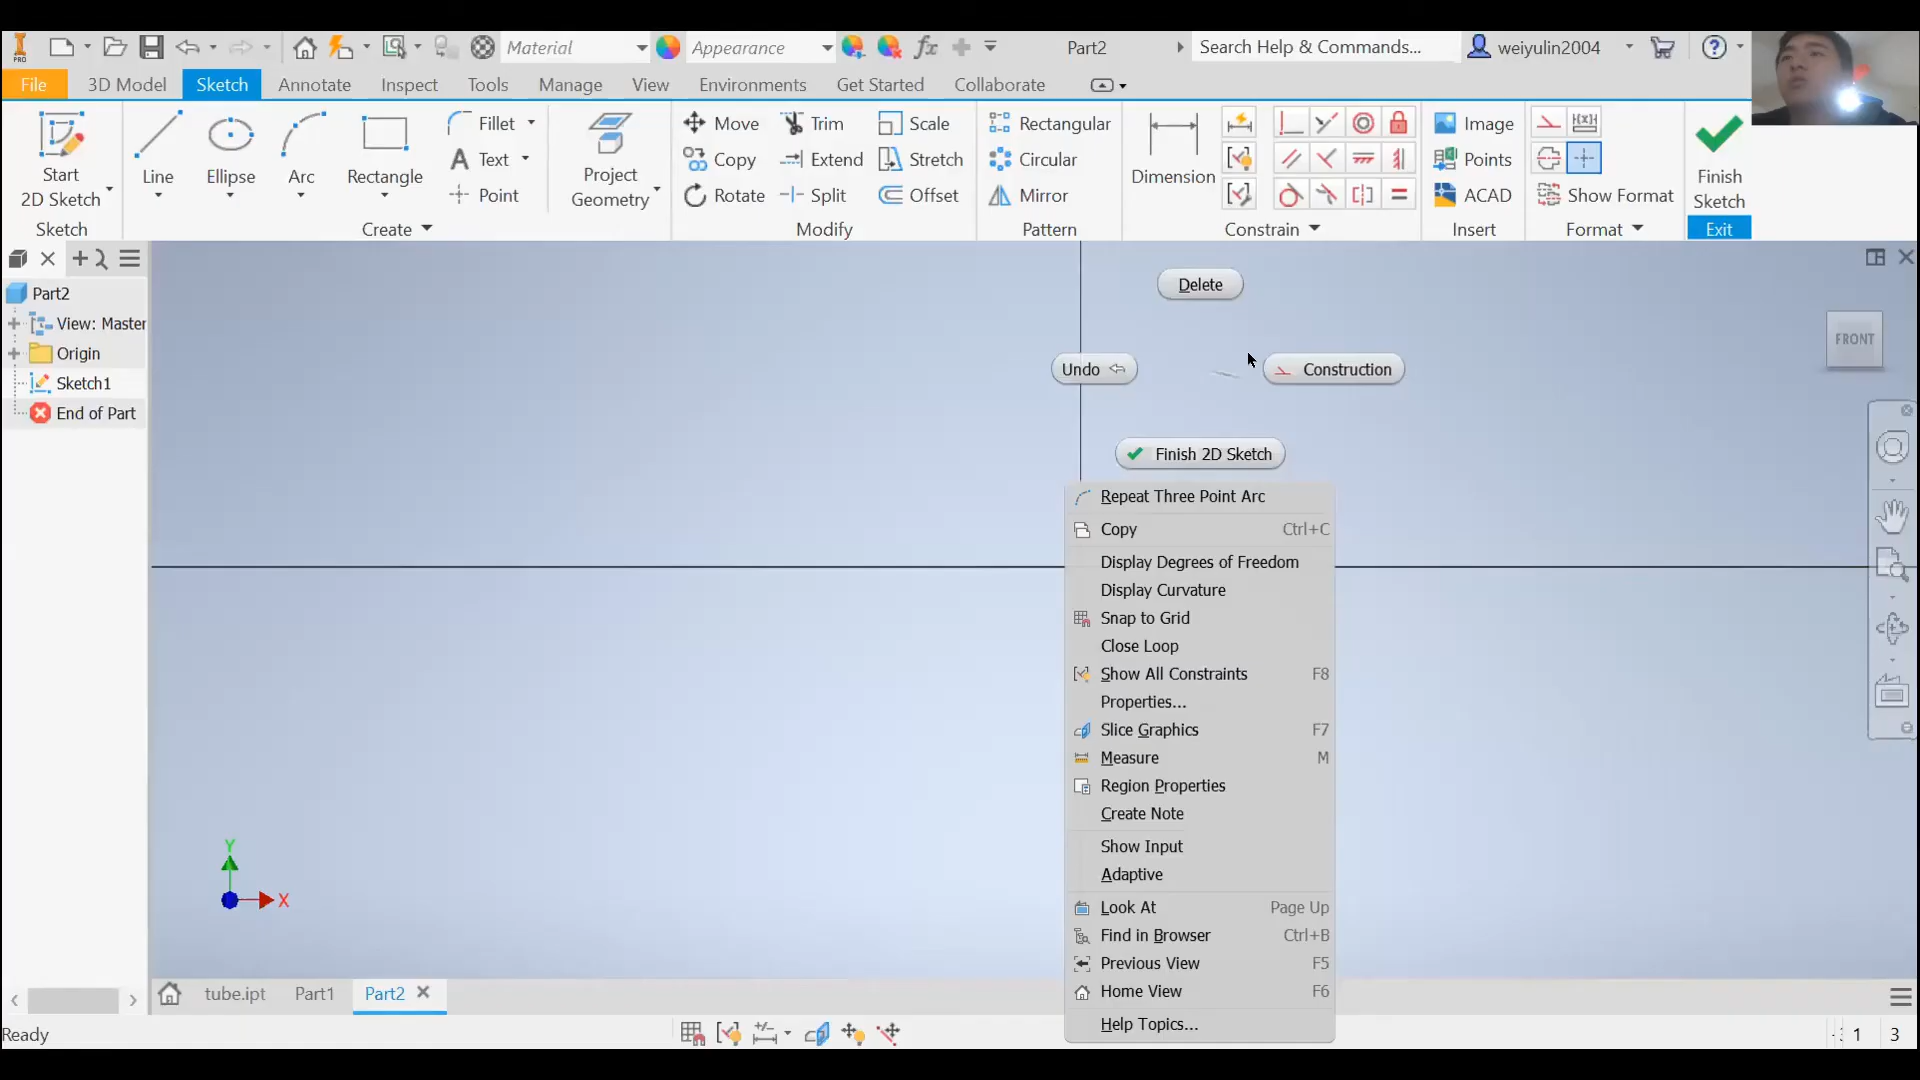 PRO
Material
Appearance
fx
Part2
Search Help & Commands...
weiyulin2004
File
3D Model
Sketch
Annotate
Inspect
Tools
Manage
View
Environments
Get Started
Collaborate
Start
2D Sketch
Line
Ellipse
Arc
Rectangle
Fillet
Text
Point
Project
Geometry
Move
Copy
Rotate
Trim
Extend
Split
Scale
Stretch
Offset
Rectangular
Circular
Mirror
Dimension
Image
Points
ACAD
Show Format
Finish
Sketch
Sketch
Create
Modify
Pattern
Constrain
Insert
Format
Exit
Part2
View: Master
Origin
Sketch1
End of Part
Delete
Undo
Construction
Finish 2D Sketch
FRONT
Repeat Three Point Arc
Copy Ctrl+C
Display Degrees of Freedom
Display Curvature
Snap to Grid
Close Loop
Show All Constraints F8
Properties...
Slice Graphics F7
Measure M
Region Properties
Create Note
Show Input
Adaptive
Look At Page Up
Find in Browser Ctrl+B
Previous View F5
Home View F6
Help Topics...
Y
X
tube.ipt
Part1
Part2
Ready
1
3